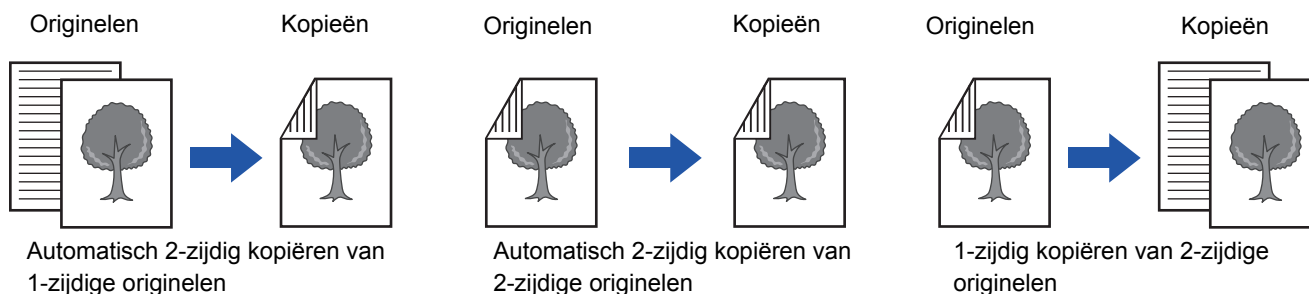 Originelen
Kopieën
Originelen
Kopieën
Originelen
Kopieën
Automatisch 2-zijdig kopiëren van
1-zijdige originelen
Automatisch 2-zijdig kopiëren van
2-zijdige originelen
1-zijdig kopiëren van 2-zijdige
originelen